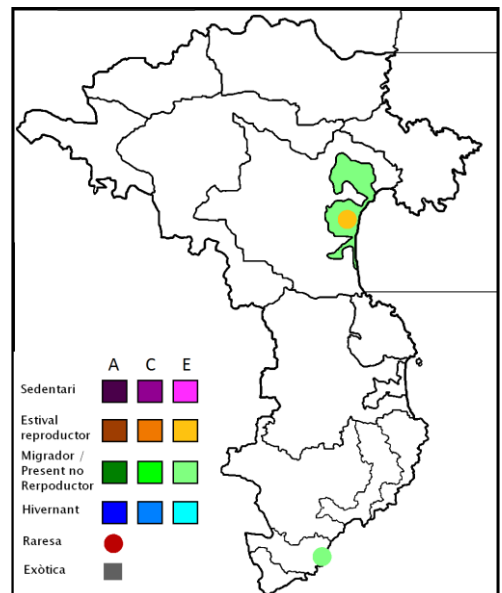 A C E
Sedentari
Estival
reproductor
Migrador /
Present no
Rerpoductor
Hivernant
Raresa
Exòtica